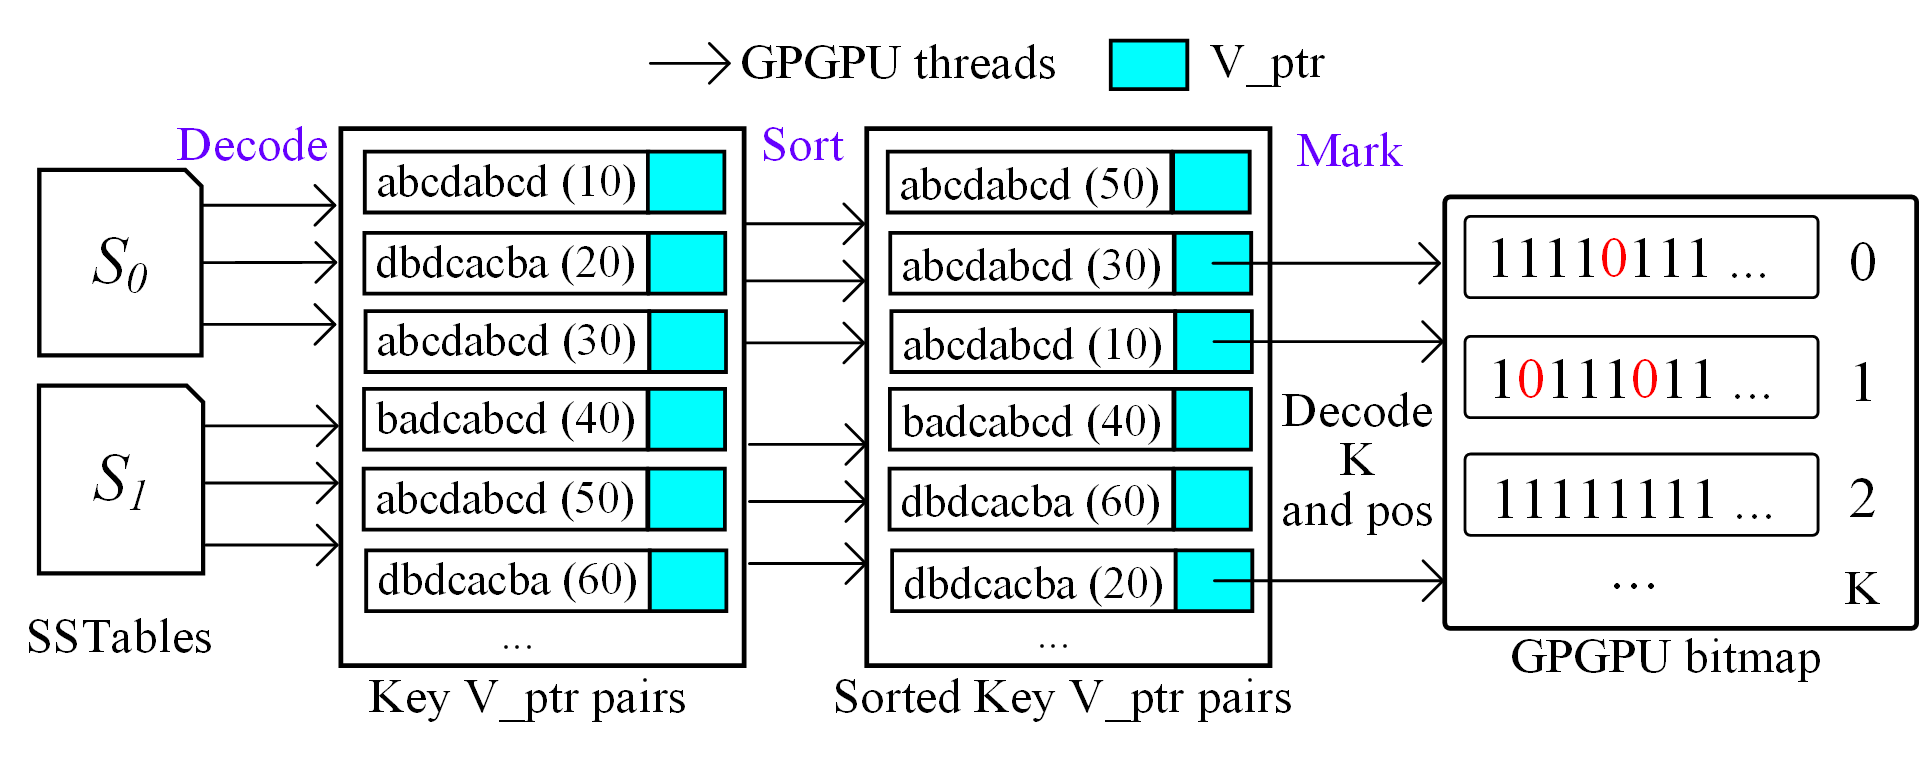 GPGPU threads V_ptr
Decode Sort Mark
S0
S1
SSTables
abcdabcd (10)
dbdcacba (20)
abcdabcd (30)
badcabcd (40)
abcdabcd (50)
dbdcacba (60)
...
Key V_ptr pairs
abcdabcd (50)
abcdabcd (30)
abcdabcd (10)
badcabcd (40)
dbdcacba (60)
dbdcacba (20)
...
Sorted Key V_ptr pairs
Decode
K
and pos
11110111 ... 0
10111011 ... 1
11111111 ... 2
... K
GPGPU bitmap